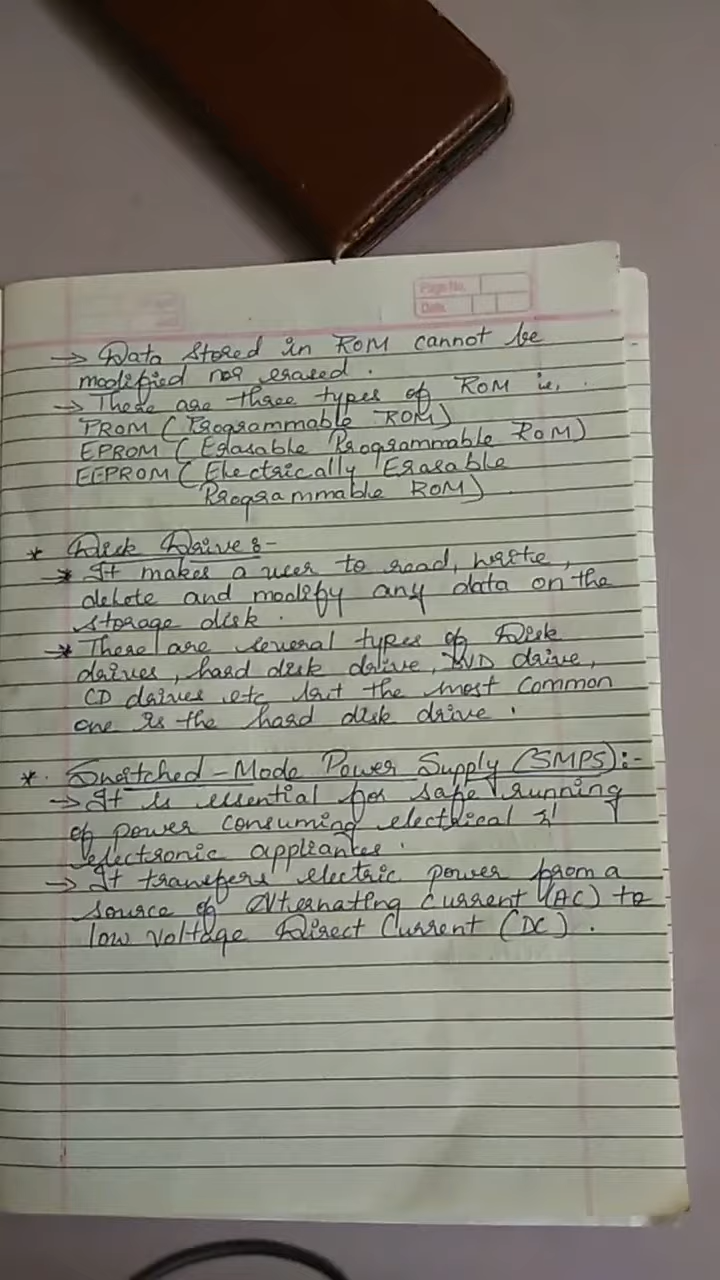 Page No.
Date
→ Data stored in ROM cannot be
modified nor erased.
→ There are three types of ROM ie,
PROM (Programmable ROM)
EPROM (Erasable Programmable ROM)
EEPROM (Electrically Erasable
Programmable ROM)
* Disk Drive :-
→ It makes a user to read, write,
delete and modify any data on the
storage disk.
→ There are several types of Disk
drives, hard disk drive, DVD drive,
CD drives etc but the most common
one is the hard disk drive.
* Switched-Mode Power Supply (SMPS):-
→ It is essential for safe running
of power consuming electrical &
electronic appliances.
→ It transfers electric power from a
source of Alternating Current (AC) to
low voltage Direct Current (DC).